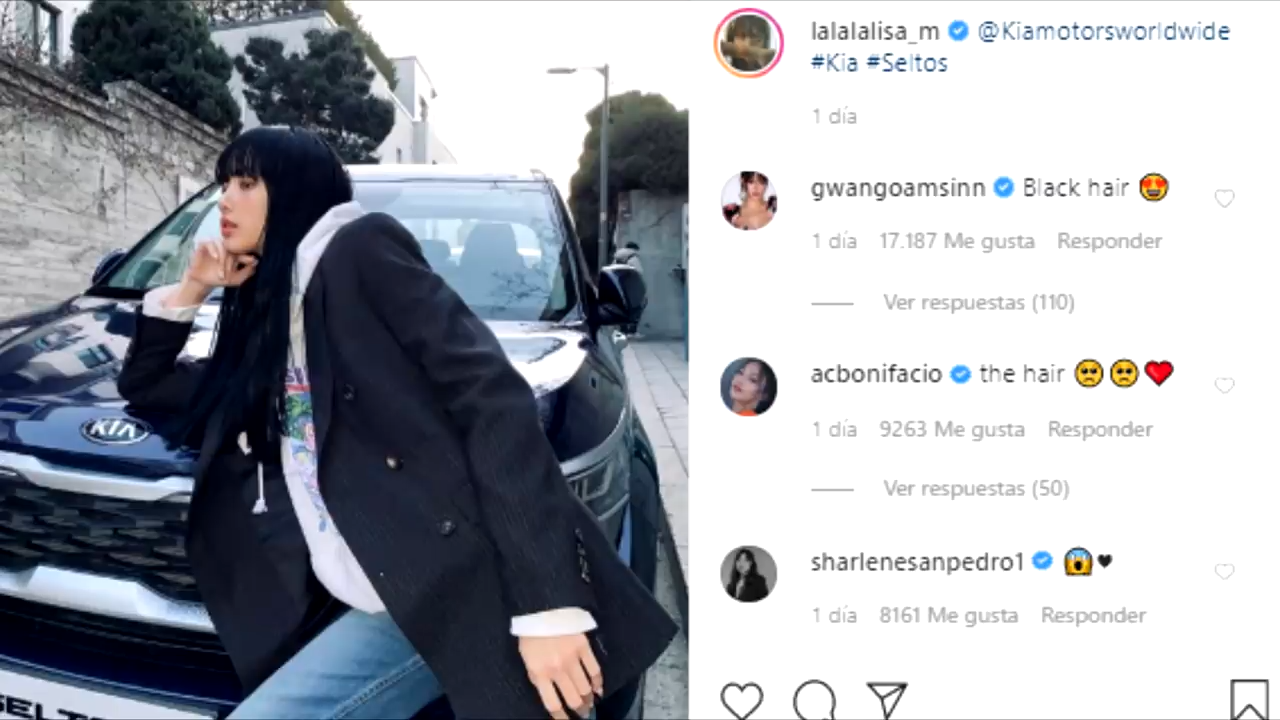 lalalalisa_m @Kiamotorsworldwide
#Kia #Seltos
1 día
gwangoamsinn Black hair 😍
1 día 17.187 Me gusta Responder
Ver respuestas (110)
acbonifacio the hair 🥺🥺❤️
1 día 9263 Me gusta Responder
Ver respuestas (50)
sharlenesanpedro1 😱🖤
1 día 8161 Me gusta Responder
KIA
SELT